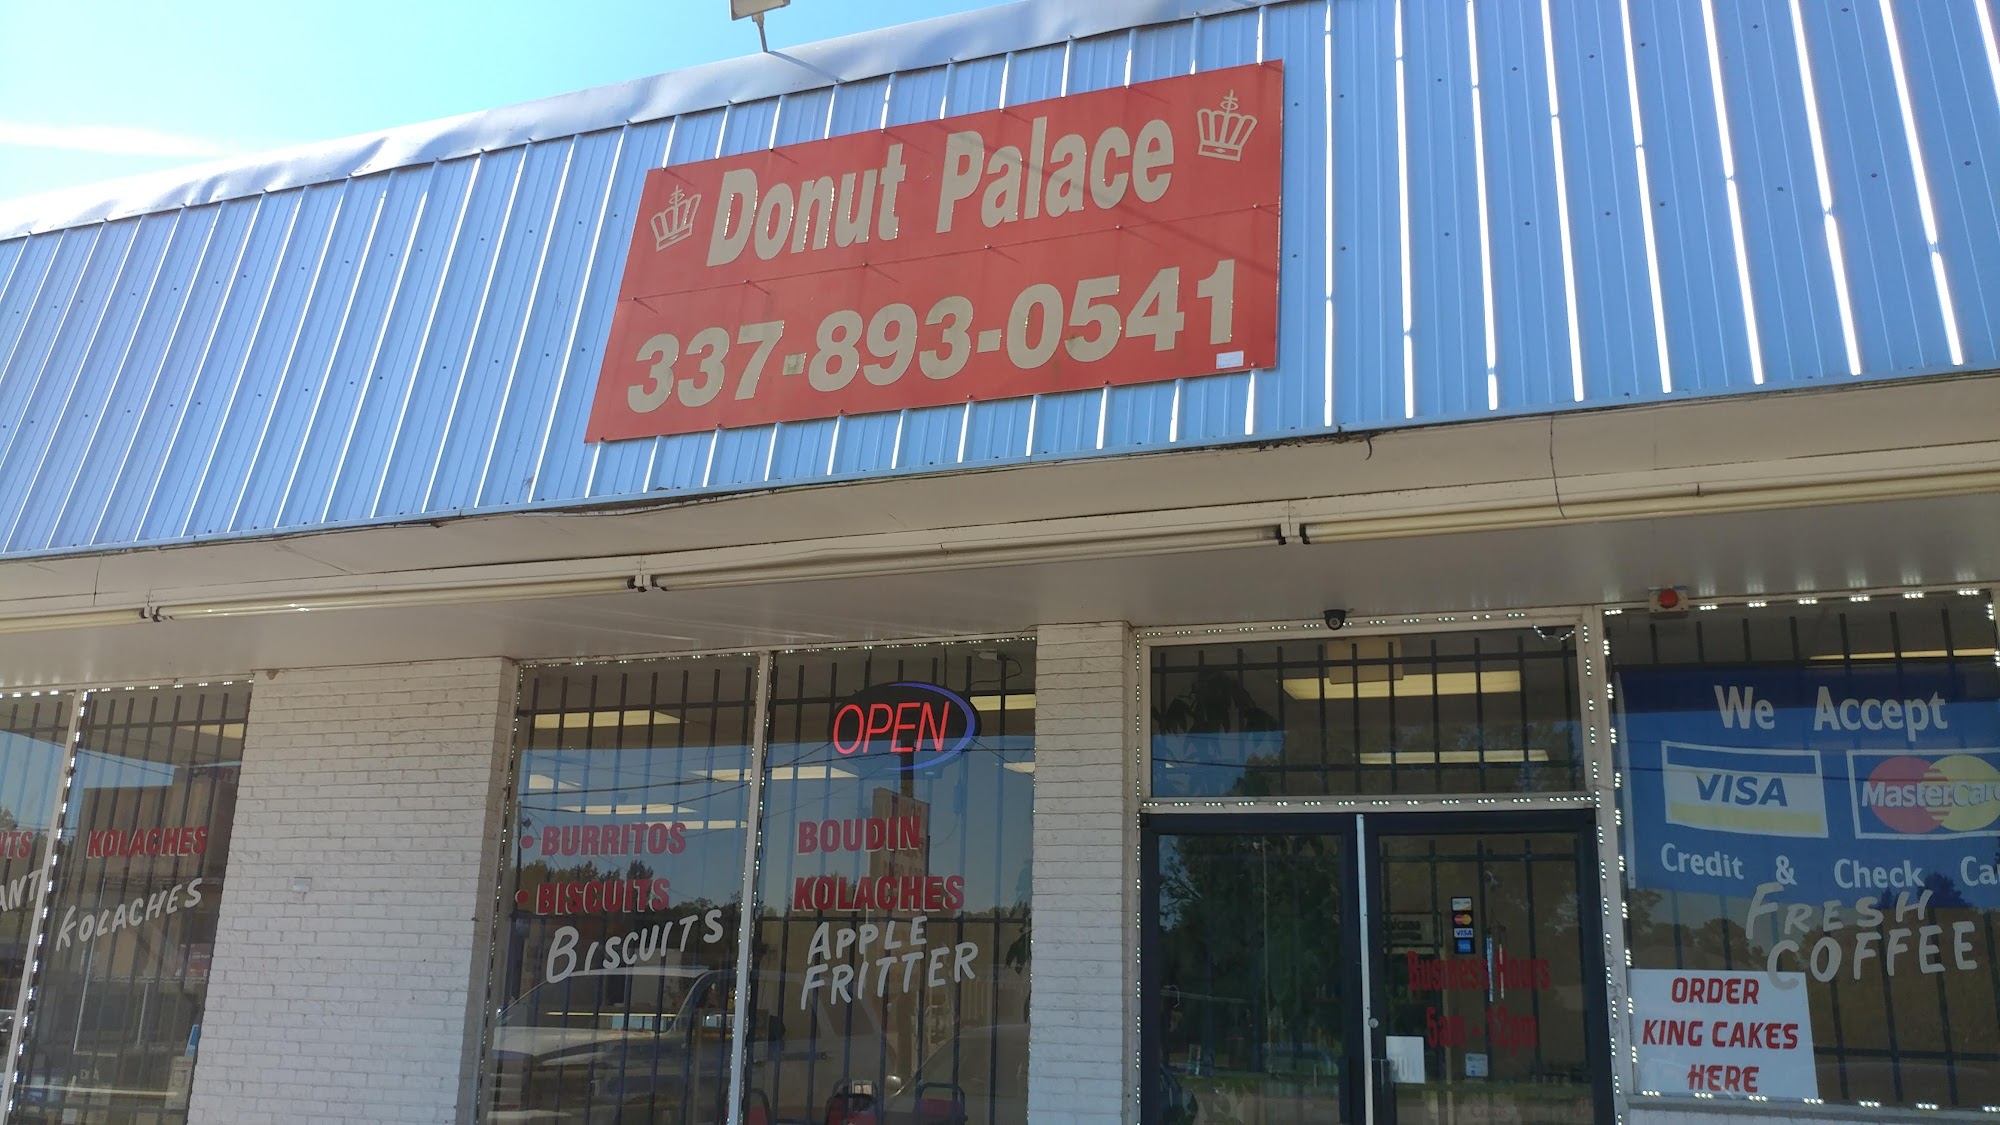 Donut Palace
337-893-0541
OPEN
KOLACHES
KOLACHES
• BURRITOS
• BISCUITS
BISCUITS
BOUDIN
KOLACHES
APPLE
FRITTER
Business Hours
5am - 12pm
VISA
We Accept
VISA
MasterCard
Credit & Check
FRESH
COFFEE
ORDER
KING CAKES
HERE